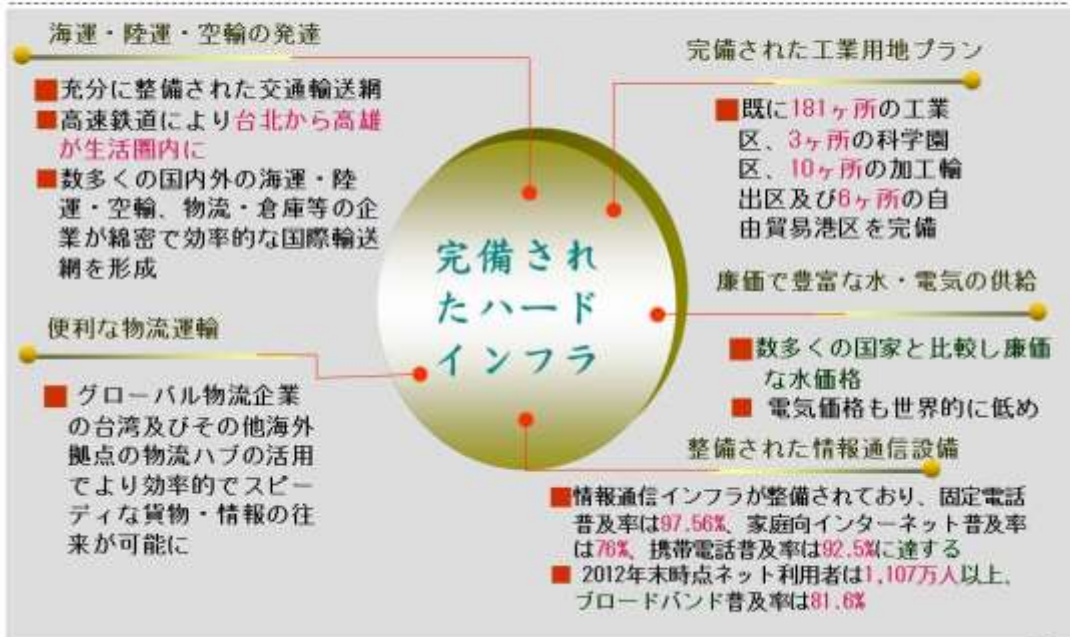 海運・陸運・空輸の発達
■充分に整備された交通輸送網
■高速鉄道により台北から高雄
が生活圏内に
■数多くの国内外の海運・陸
運・空輸、物流・倉庫等の企
業が綿密で効率的な国際輸送
網を形成
便利な物流運輸
■ グローバル物流企業
の台湾及びその他海外
拠点の物流ハブの活用
でより効率的でスピー
ディな貨物・情報の往
来が可能に
完備され
たハード
インフラ
完備された工業用地プラン
■既に181ヶ所の工業
区、3ヶ所の科学園
区、10ヶ所の加工輸
出区及び6ヶ所の自
由貿易港区を完備
廉価で豊富な水・電気の供給
■数多くの国家と比較し廉価
な水価格
■ 電気価格も世界的に低め
整備された情報通信設備
■情報通信インフラが整備されており、固定電話
普及率は97.56%、家庭向インターネット普及率
は76%、携帯電話普及率は92.5%に達する
■ 2012年末時点ネット利用者は1,107万人以上、
ブロードバンド普及率は81.6%